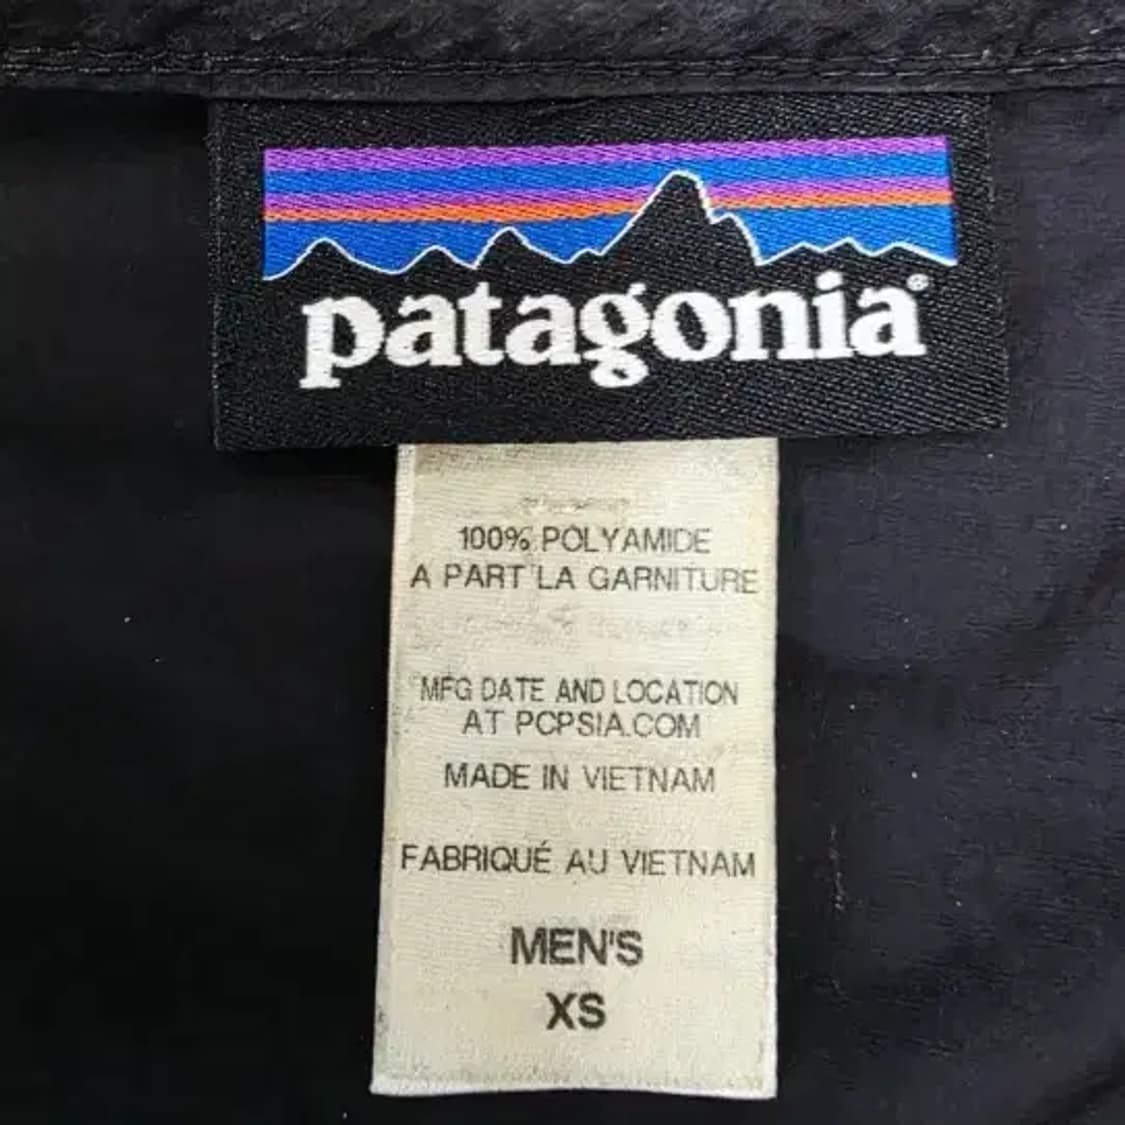 patagonia®
100% POLYAMIDE
A PART LA GARNITURE
MFG DATE AND LOCATION
AT PCPSIA.COM
MADE IN VIETNAM
FABRIQUÉ AU VIETNAM
MEN'S
XS